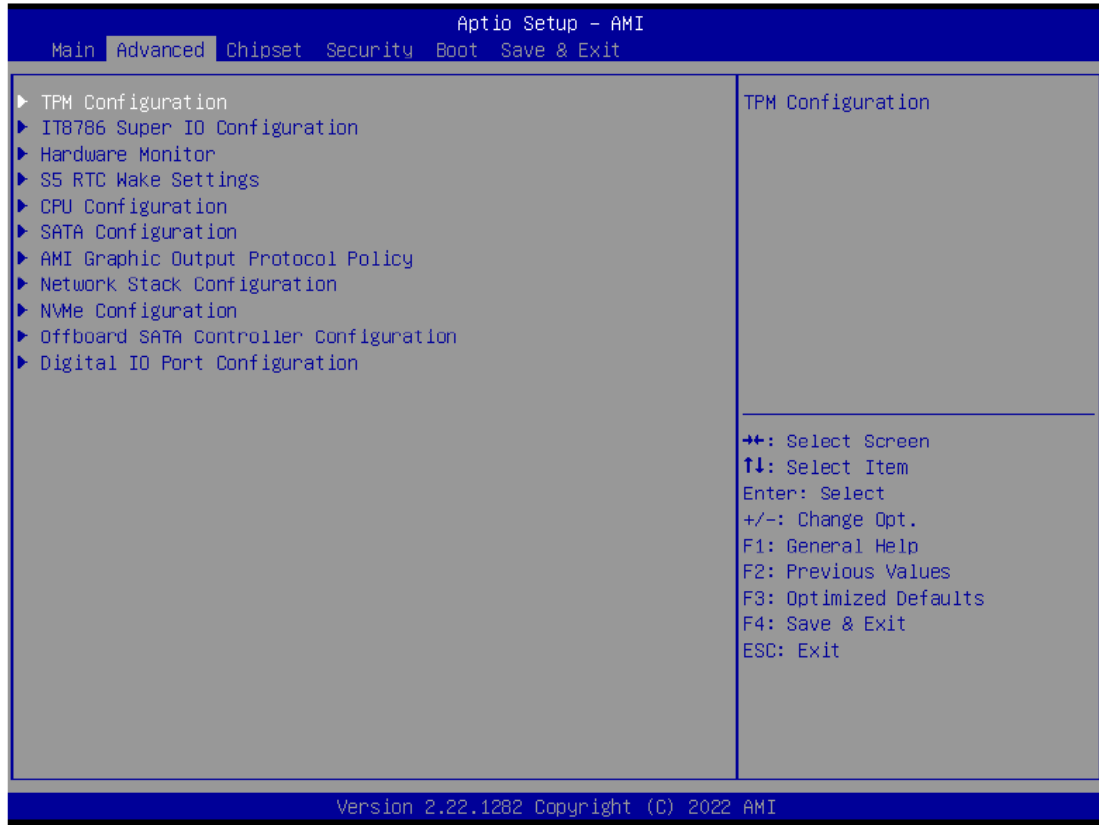 Aptio Setup – AMI
Main Advanced Chipset Security Boot Save & Exit
▶ TPM Configuration
▶ IT8786 Super IO Configuration
▶ Hardware Monitor
▶ S5 RTC Wake Settings
▶ CPU Configuration
▶ SATA Configuration
▶ AMI Graphic Output Protocol Policy
▶ Network Stack Configuration
▶ NVMe Configuration
▶ Offboard SATA Controller Configuration
▶ Digital IO Port Configuration
TPM Configuration
→←: Select Screen
↑↓: Select Item
Enter: Select
+/-: Change Opt.
F1: General Help
F2: Previous Values
F3: Optimized Defaults
F4: Save & Exit
ESC: Exit
Version 2.22.1282 Copyright (C) 2022 AMI